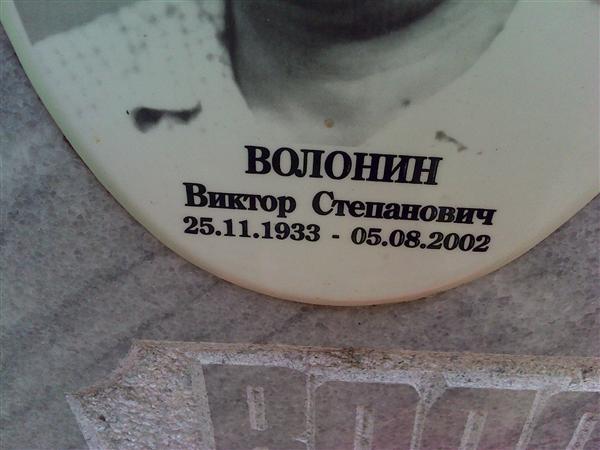 ВОЛОНИН
Виктор Степанович
25.11.1933 - 05.08.2002